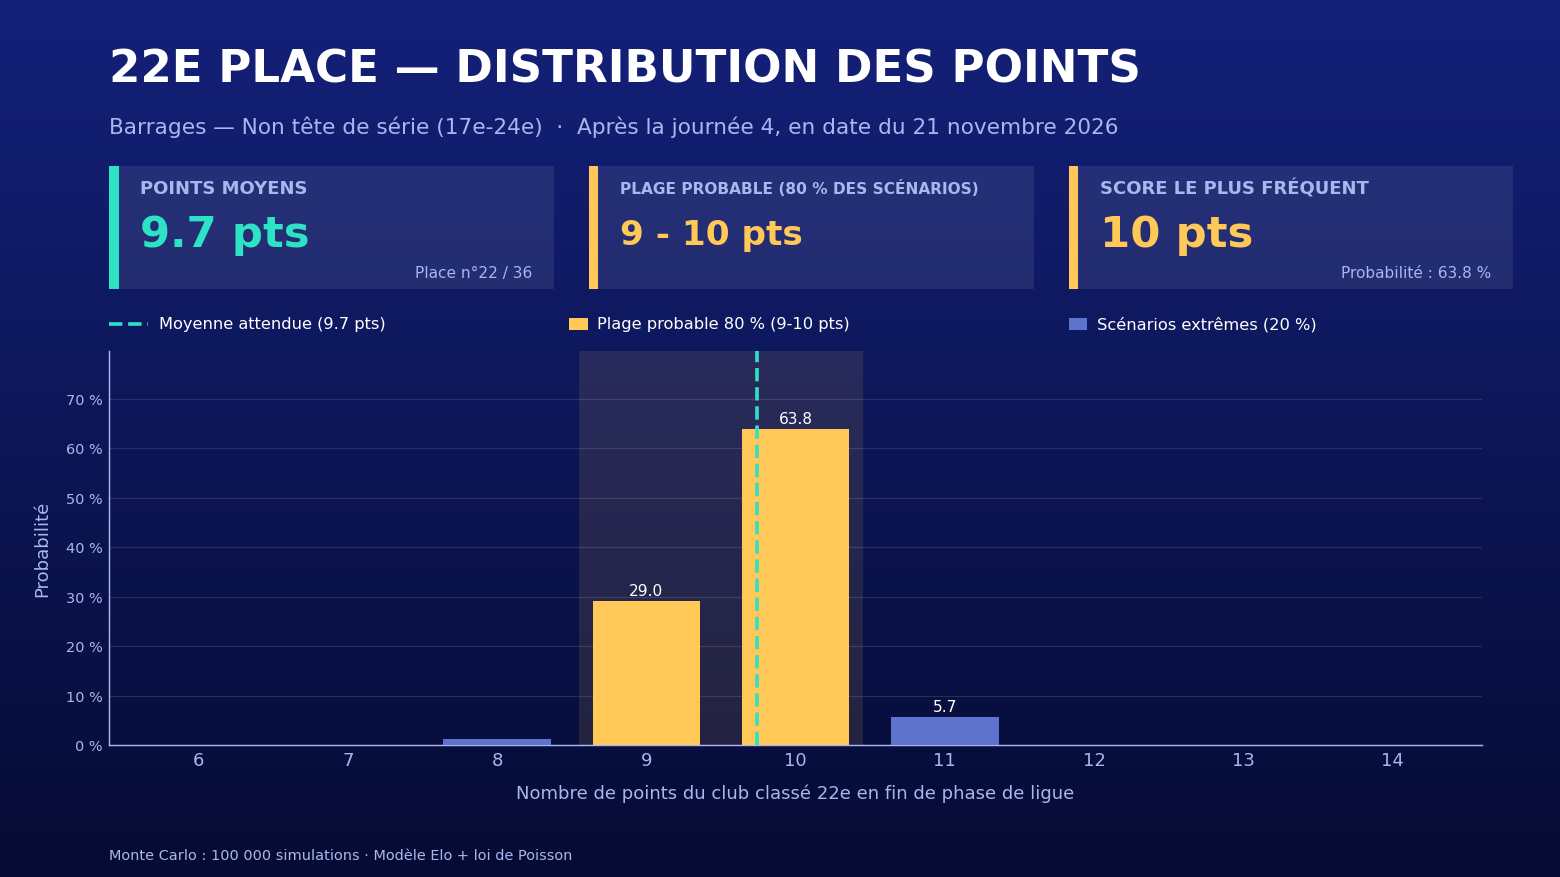 22E PLACE — DISTRIBUTION DES POINTS
Barrages — Non tête de série (17e-24e)  ·  Après la journée 4, en date du 21 novembre 2026
POINTS MOYENS
9.7 pts
Place n°22 / 36
PLAGE PROBABLE (80 % DES SCÉNARIOS)
9 - 10 pts
SCORE LE PLUS FRÉQUENT
10 pts
Probabilité : 63.8 %
Moyenne attendue (9.7 pts)
Plage probable 80 % (9-10 pts)
Scénarios extrêmes (20 %)
Probabilité
70 %
60 %
50 %
40 %
30 %
20 %
10 %
0 %
29.0
63.8
5.7
6 7 8 9 10 11 12 13 14
Nombre de points du club classé 22e en fin de phase de ligue
Monte Carlo : 100 000 simulations · Modèle Elo + loi de Poisson